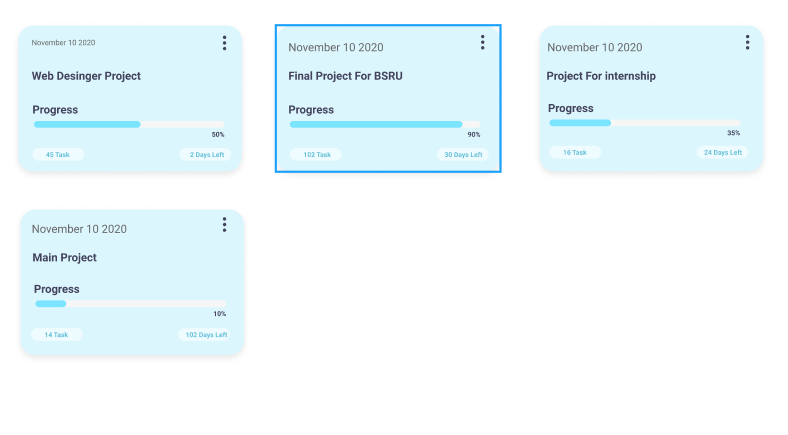 November 10 2020
Web Desinger Project
Progress
50%
45 Task
2 Days Left
November 10 2020
Final Project For BSRU
Progress
90%
102 Task
30 Days Left
November 10 2020
Project For internship
Progress
35%
16 Task
24 Days Left
November 10 2020
Main Project
Progress
10%
14 Task
102 Days Left